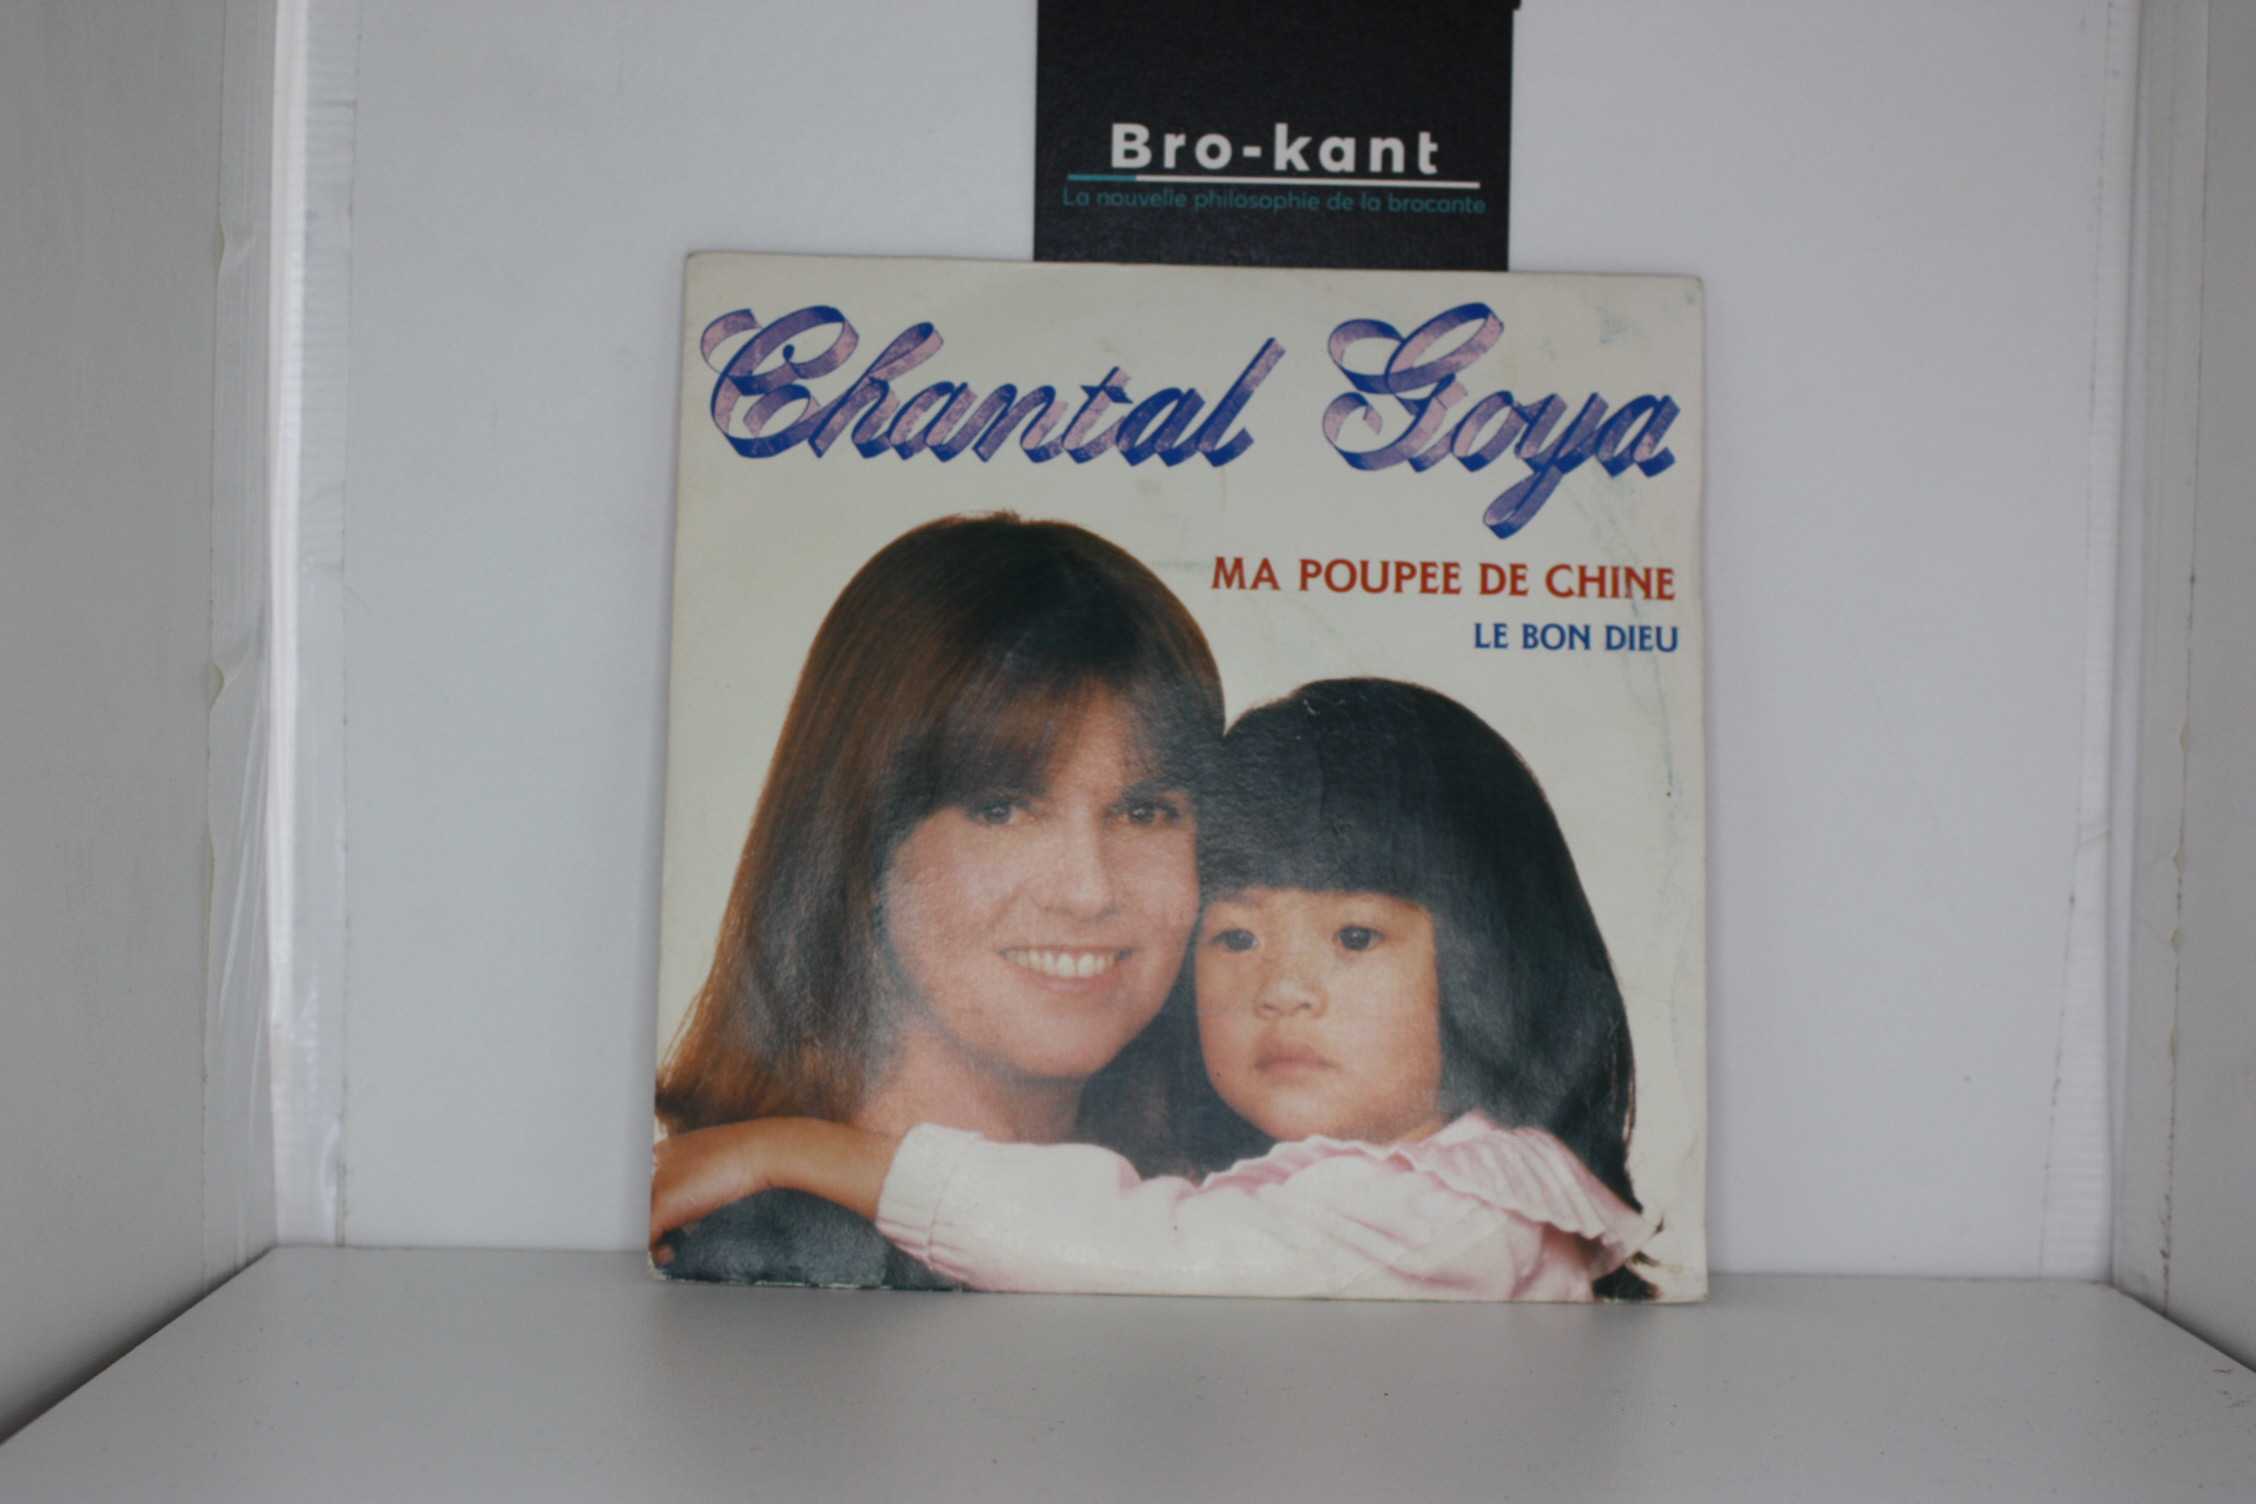 Bro-kant
La nouvelle philosophie de la brocante
Chantal Goya
MA POUPEE DE CHINE
LE BON DIEU